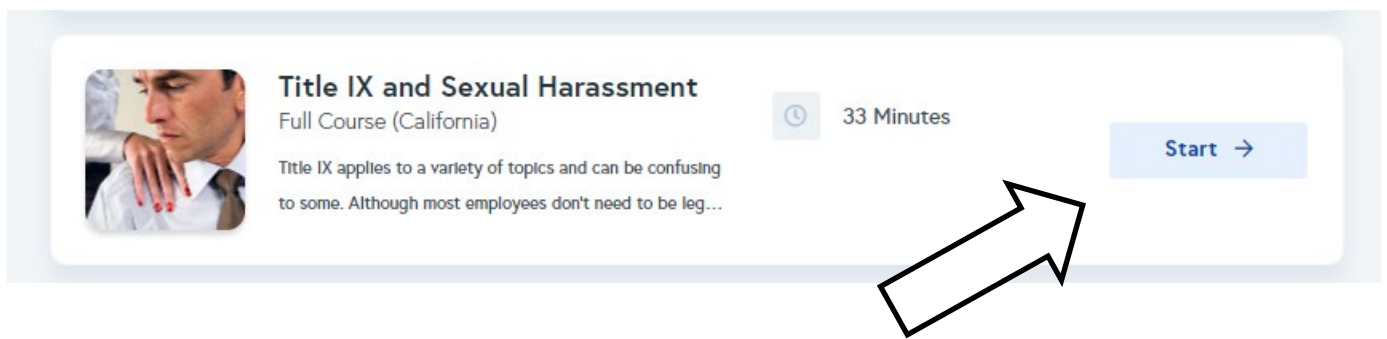 Title IX and Sexual Harassment
Full Course (California)
33 Minutes
Title IX applies to a variety of topics and can be confusing
to some. Although most employees don't need to be leg...
Start →